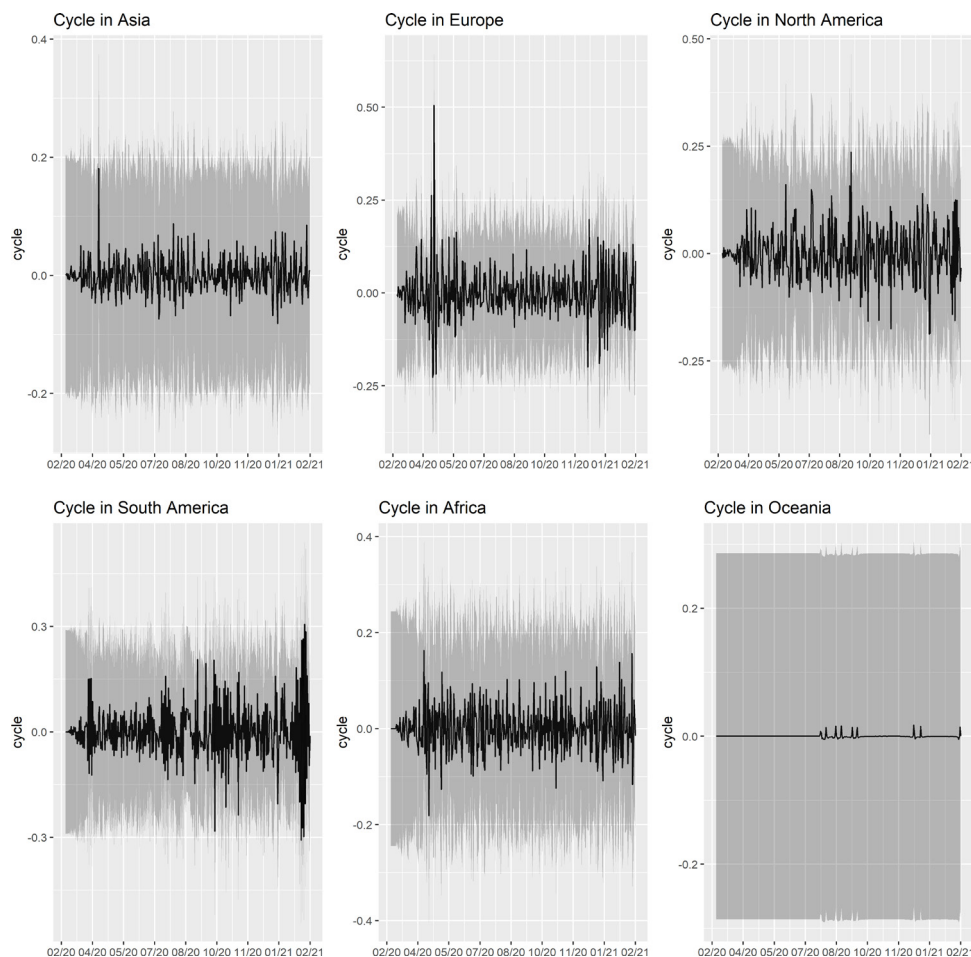 Cycle in Asia
Cycle in Europe
Cycle in North America
0.4
0.2
0.0
-0.2
cycle
02/20 04/20 05/20 07/20 08/20 10/20 11/20 01/21 02/21
0.50
0.25
0.00
-0.25
cycle
02/20 04/20 05/20 07/20 08/20 10/20 11/20 01/21 02/21
0.50
0.25
0.00
-0.25
cycle
02/20 04/20 05/20 07/20 08/20 10/20 11/20 01/21 02/21
Cycle in South America
Cycle in Africa
Cycle in Oceania
0.3
0.0
-0.3
cycle
02/20 04/20 05/20 07/20 08/20 10/20 11/20 01/21 02/21
0.4
0.2
0.0
-0.2
-0.4
cycle
02/20 04/20 05/20 07/20 08/20 10/20 11/20 01/21 02/21
0.2
0.0
-0.2
cycle
02/20 04/20 05/20 07/20 08/20 10/20 11/20 01/21 02/21